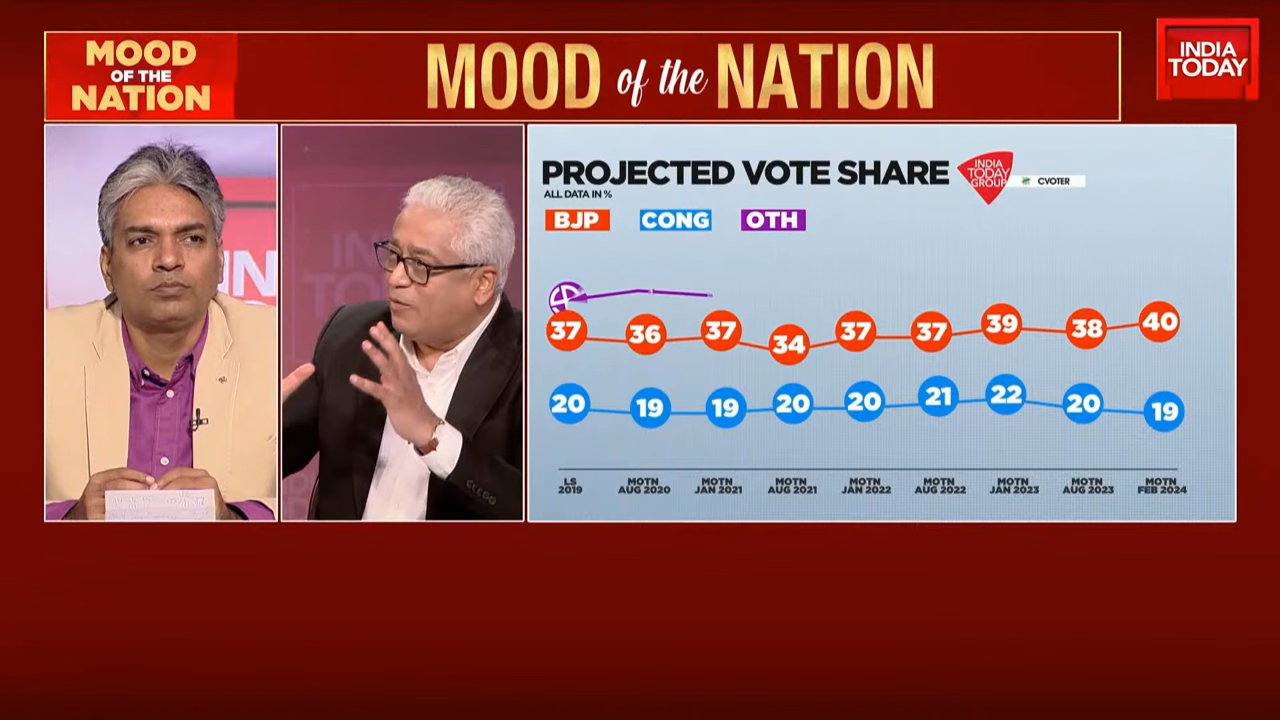 MOOD
OF THE
NATION
MOOD of the NATION
INDIA
TODAY
PROJECTED VOTE SHARE
ALL DATA IN %
INDIA
TODAY
GROUP
CVOTER
BJP CONG OTH
37 36 37 34 37 37 39 38 40
20 19 19 20 20 21 22 20 19
LS
2019
MOTN
AUG 2020
MOTN
JAN 2021
MOTN
AUG 2021
MOTN
JAN 2022
MOTN
AUG 2022
MOTN
JAN 2023
MOTN
AUG 2023
MOTN
FEB 2024